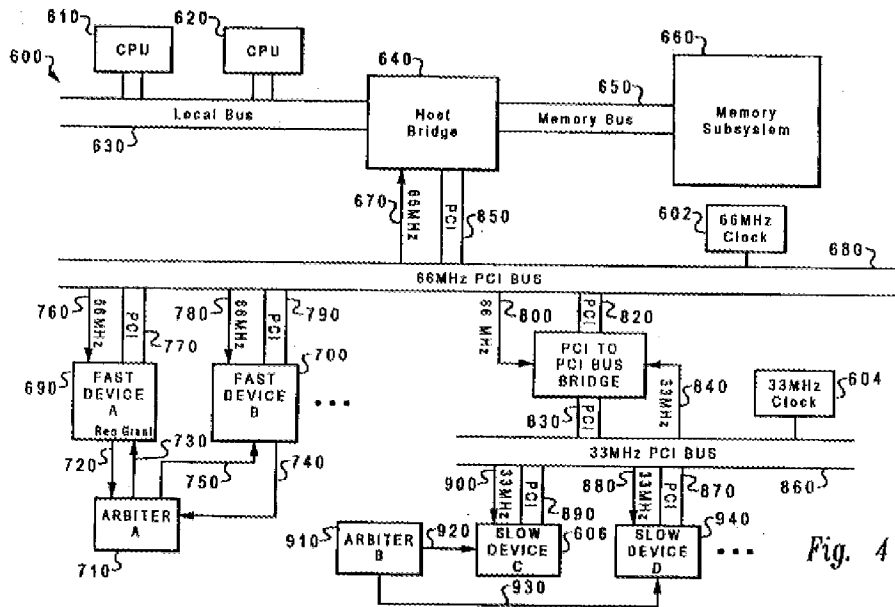 610
620
660
CPU
CPU
640
600
650
Local Bus
Host Bridge
Memory Bus
Memory Subsystem
630
670
66MHz
PCI
850
602
66MHz Clock
680
66MHz PCI BUS
760
66MHz
PCI
770
780
66MHz
PCI
790
800
66 MHz
PCI
820
690
FAST DEVICE A
Req Grant
700
FAST DEVICE B
...
PCI TO PCI BUS BRIDGE
840
33MHz
604
33MHz Clock
830
PCI
720
730
750
740
33MHz PCI BUS
860
900
33MHz
PCI
890
880
33MHz
PCI
870
ARBITER A
710
910
ARBITER B
920
SLOW DEVICE C
606
SLOW DEVICE D
940
...
930
Fig. 4